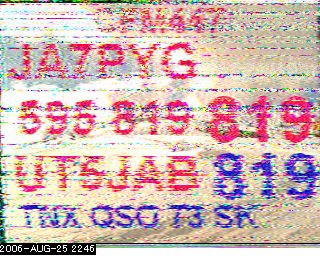 JA7PYG
595 819 819
UT5JAB 819
TNX QSO 73 SK
2006-AUG-25 2246